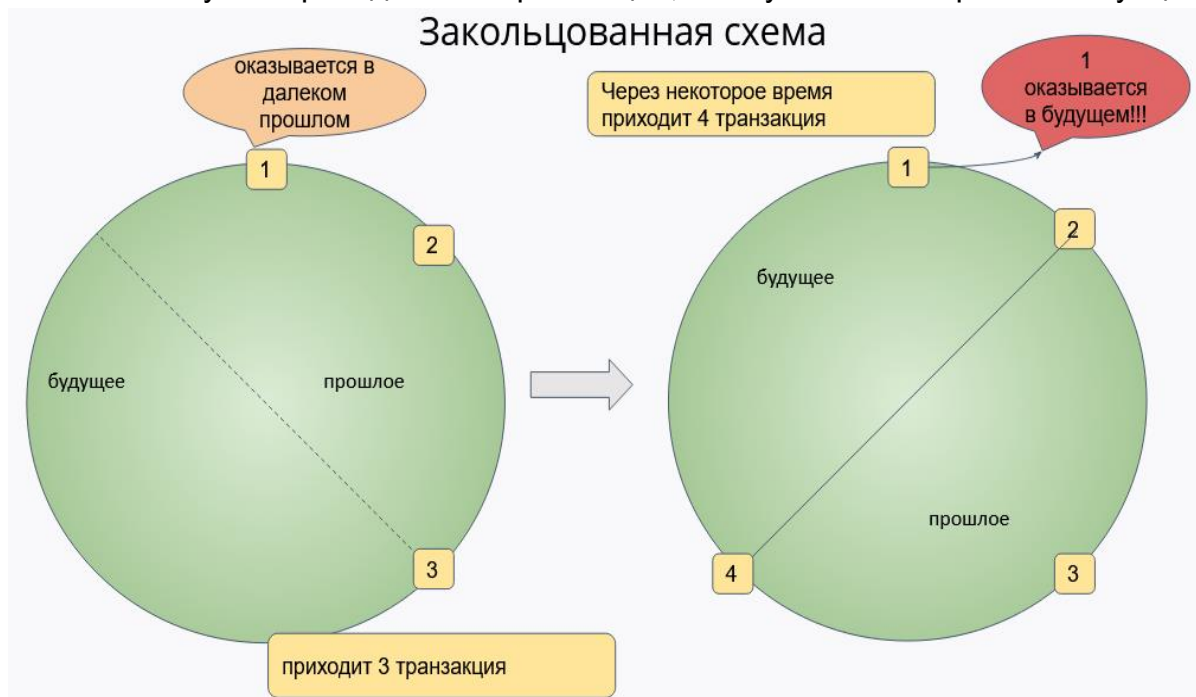 Закольцованная схема
оказывается в
далеком
прошлом
1
2
будущее
прошлое
3
приходит 3 транзакция
Через некоторое время
приходит 4 транзакция
1
оказывается
в будущем!!!
1
2
будущее
прошлое
4
3